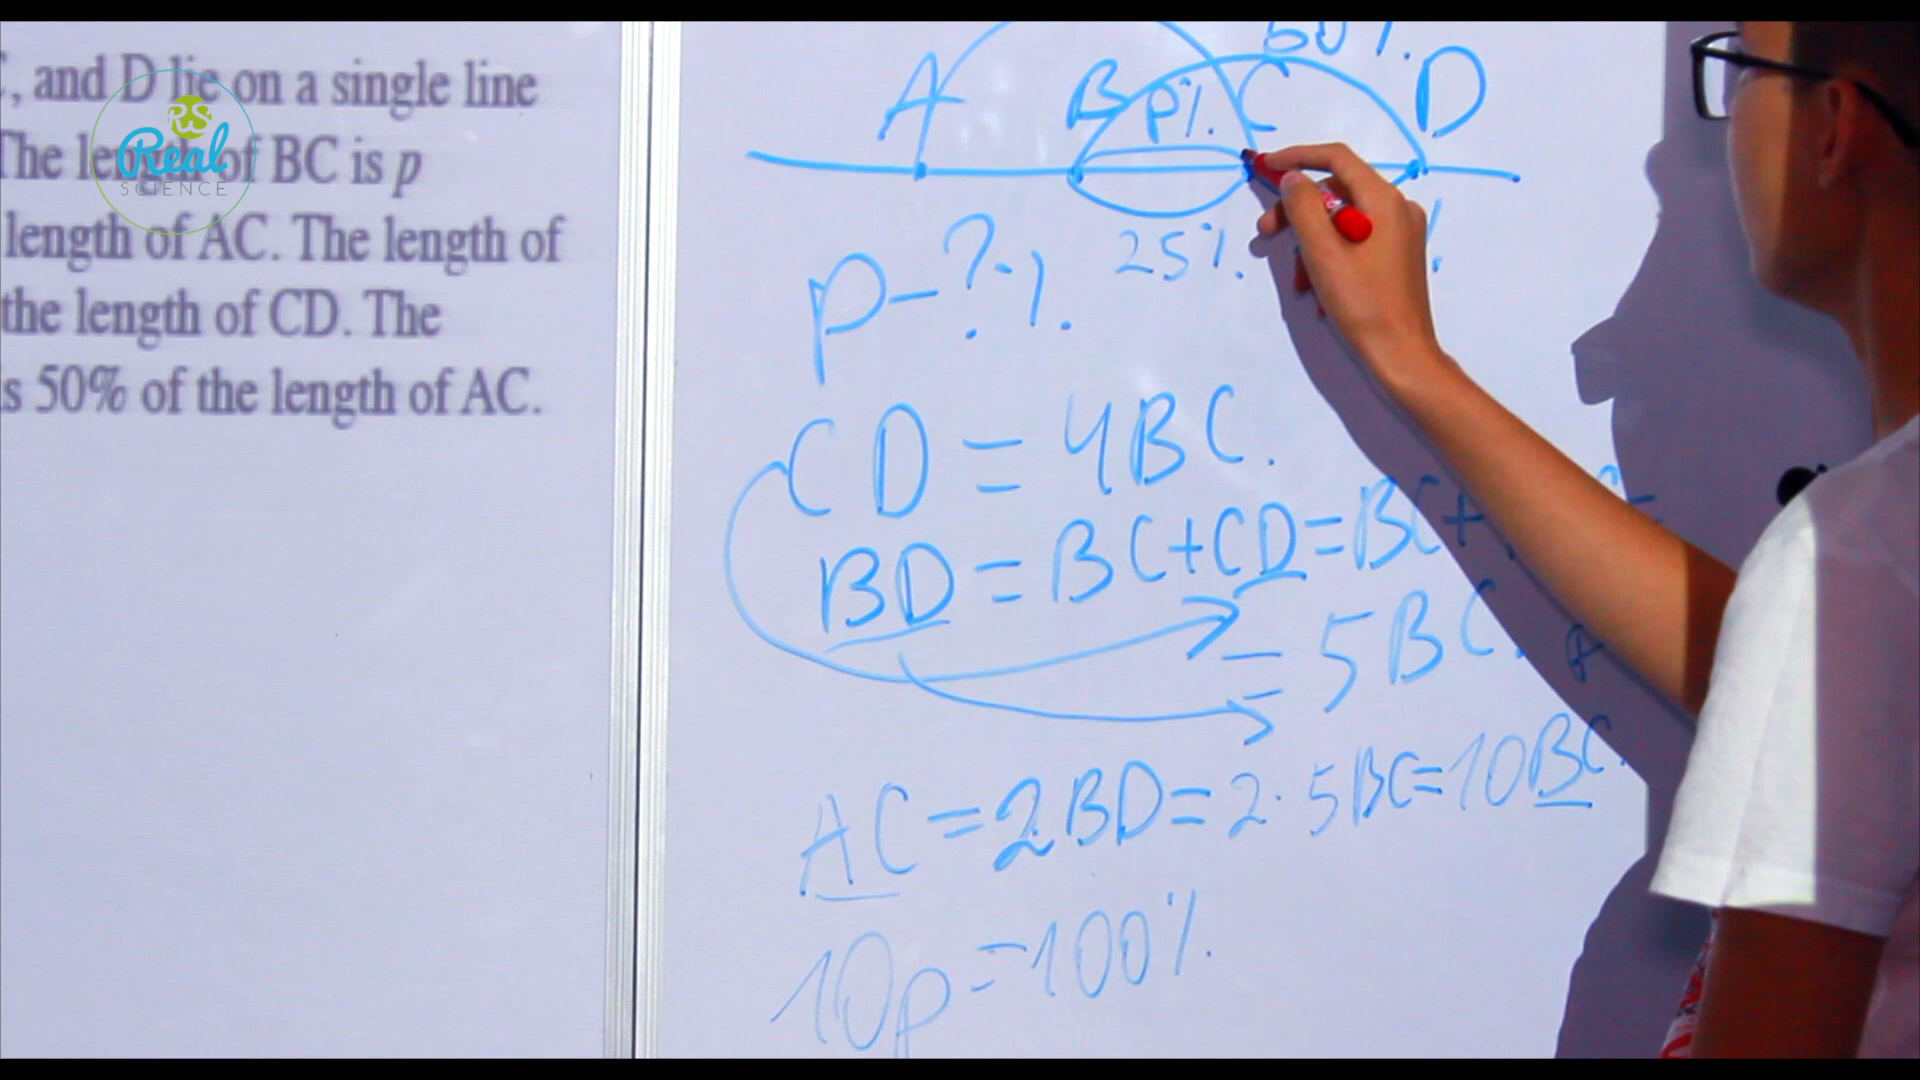 C, and D lie on a single line
The length of BC is p
length of AC. The length of
the length of CD. The
s 50% of the length of AC.
RS
Real
SCIENCE
60%.
A B p% C D
25%. %
p-?%.
CD = 4BC.
BD = BC+CD=BC+
= 5BC.
AC=2BD=2·5BC=10BC.
10p=100%